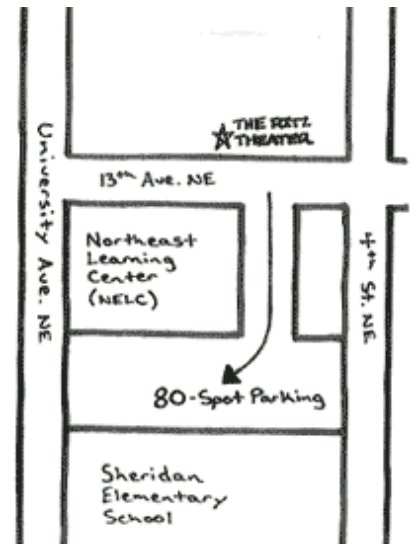 THE RITZ
THEATER
13th Ave. NE
University Ave. NE
Northeast
Learning
Center
(NELC)
4th St. NE
80-Spot Parking
Sheridan
Elementary
School